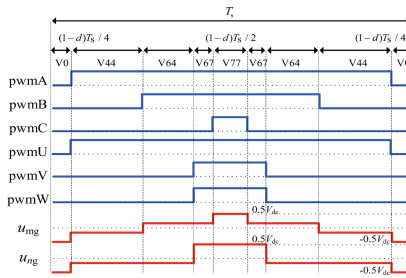 Ts
(1−d)Ts / 4 (1−d)Ts / 2 (1−d)Ts / 4
V0 V44 V64 V67 V77 V67 V64 V44 V0
pwmA
pwmB
pwmC
pwmU
pwmV
pwmW
0.5Vdc
umg
-0.5Vdc
0.5Vdc
ung
-0.5Vdc